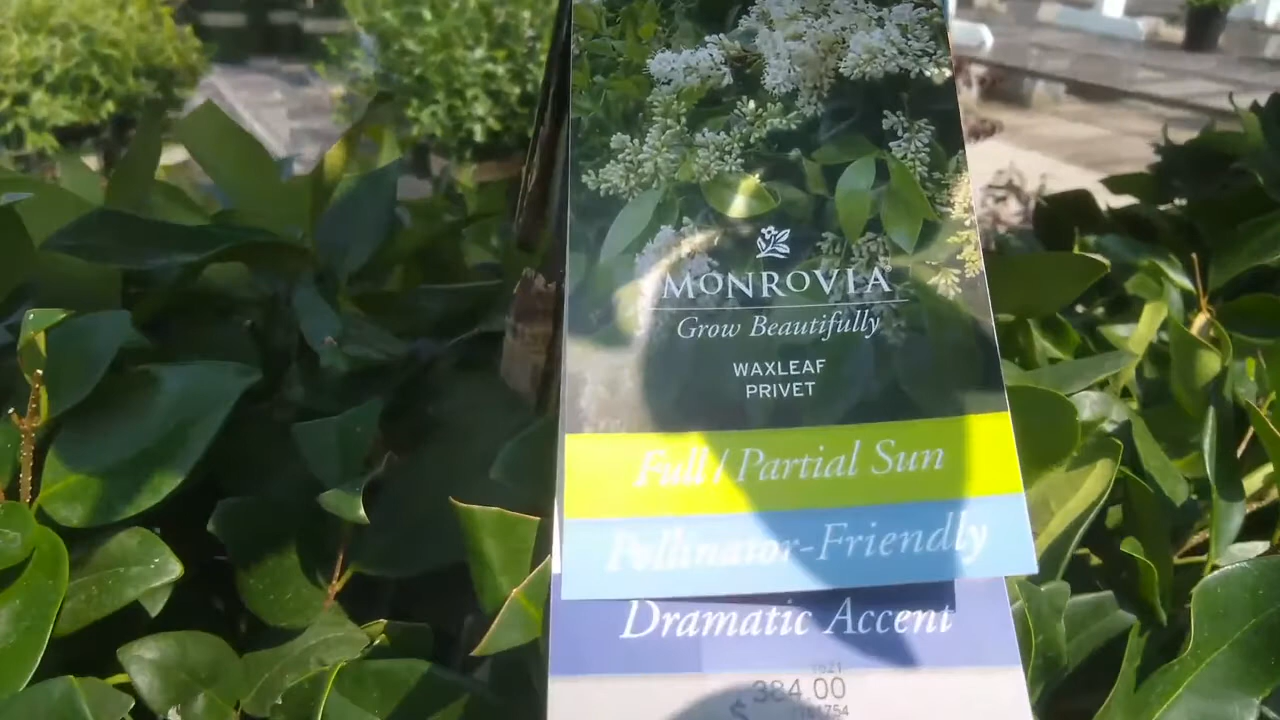 MONROVIA
Grow Beautifully
WAXLEAF
PRIVET
Full / Partial Sun
Pollinator-Friendly
Dramatic Accent
$ 384.00